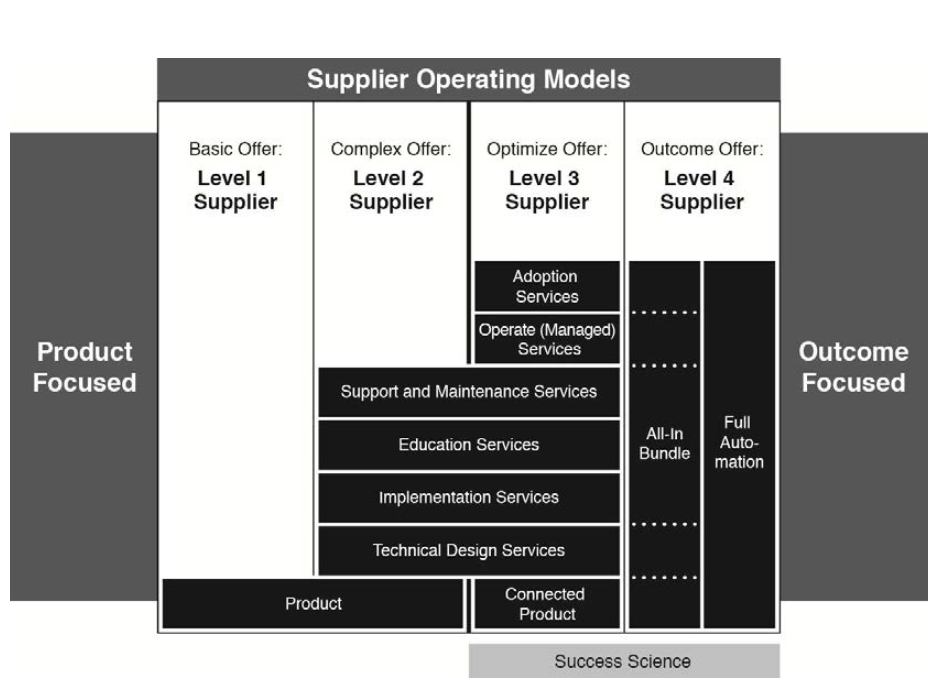 Supplier Operating Models
Basic Offer:
Level 1
Supplier
Complex Offer:
Level 2
Supplier
Optimize Offer:
Level 3
Supplier
Outcome Offer:
Level 4
Supplier
Product
Focused
Adoption
Services
Operate (Managed)
Services
Support and Maintenance Services
Education Services
Implementation Services
Technical Design Services
Product
Connected
Product
All-In
Bundle
Full
Auto-
mation
Outcome
Focused
Success Science